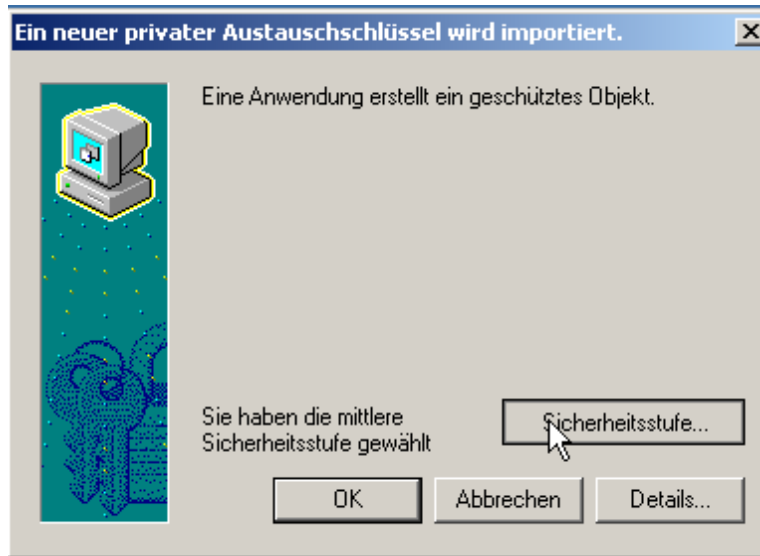 Ein neuer privater Austauschschlüssel wird importiert.
Eine Anwendung erstellt ein geschütztes Objekt.
Sie haben die mittlere
Sicherheitsstufe gewählt
Sicherheitsstufe...
OK
Abbrechen
Details...